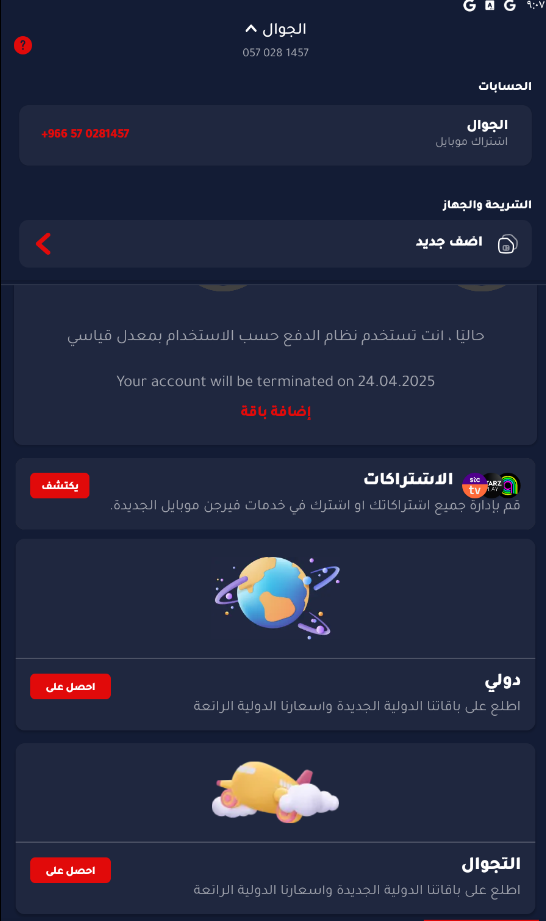 ٩:٠٧
الجوال
057 028 1457
?
الحسابات
الجوال
اشتراك موبايل
+966 57 0281457
الشريحة والجهاز
اضف جديد
حاليًا ، انت تستخدم نظام الدفع حسب الاستخدام بمعدل قياسي
Your account will be terminated on 24.04.2025
إضافة باقة
الاشتراكات
قم بإدارة جميع اشتراكاتك او اشترك في خدمات فيرجن موبايل الجديدة.
يكتشف
دولي
اطلع على باقاتنا الدولية الجديدة واسعارنا الدولية الرائعة
احصل على
التجوال
اطلع على باقاتنا الدولية الجديدة واسعارنا الدولية الرائعة
احصل على